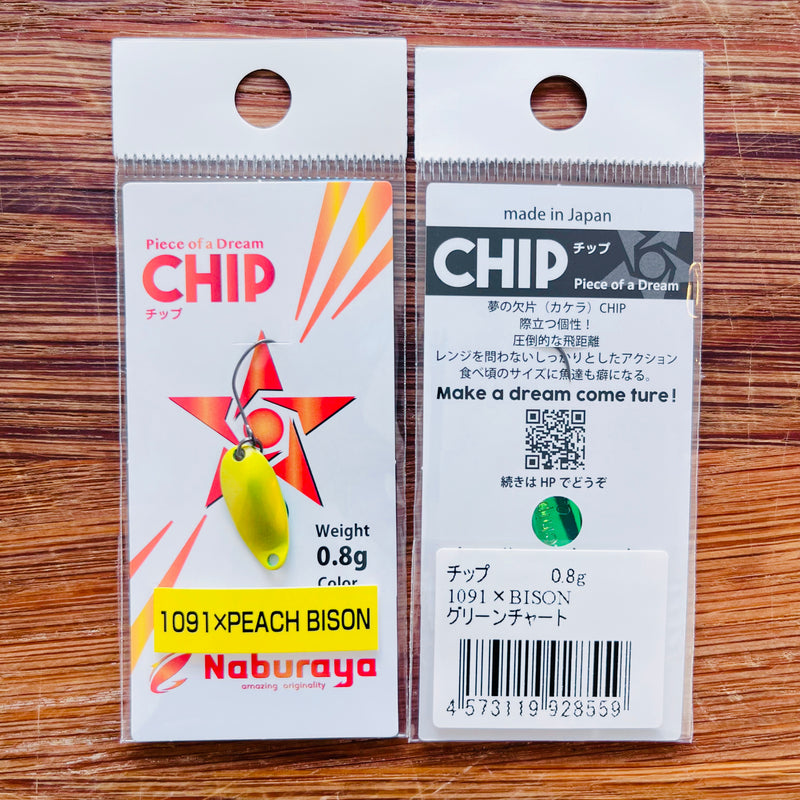 Piece of a Dream
CHIP
チップ
Weight
0.8g
Color
1091×PEACH BISON
Naburaya
amazing originality
made in Japan
CHIP チップ
Piece of a Dream
夢の欠片（カケラ）CHIP
際立つ個性！
圧倒的な飛距離
レンジを問わないしっかりとしたアクション
食べ頃のサイズに魚達も癖になる。
Make a dream come ture!
続きは HP でどうぞ
チップ 0.8g
1091×BISON
グリーンチャート
4 573119 928559